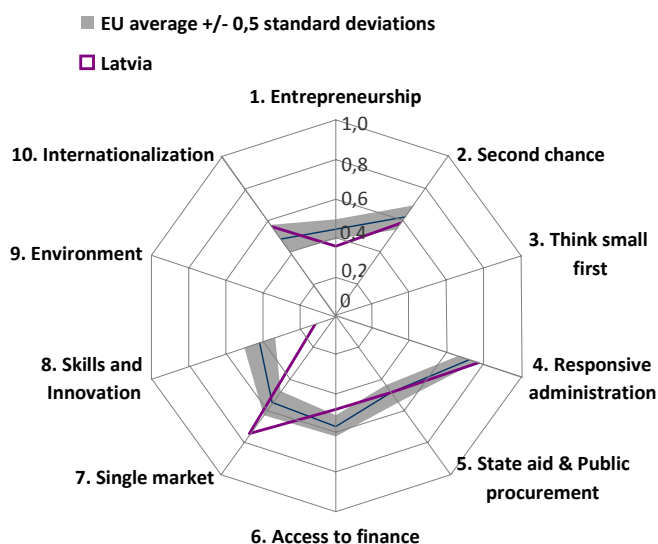 EU average +/- 0,5 standard deviations
Latvia
1. Entrepreneurship
1,0
10. Internationalization
2. Second chance
0,8
0,6
9. Environment
3. Think small
first
0,4
0,2
0
8. Skills and
Innovation
4. Responsive
administration
7. Single market
5. State aid & Public
procurement
6. Access to finance